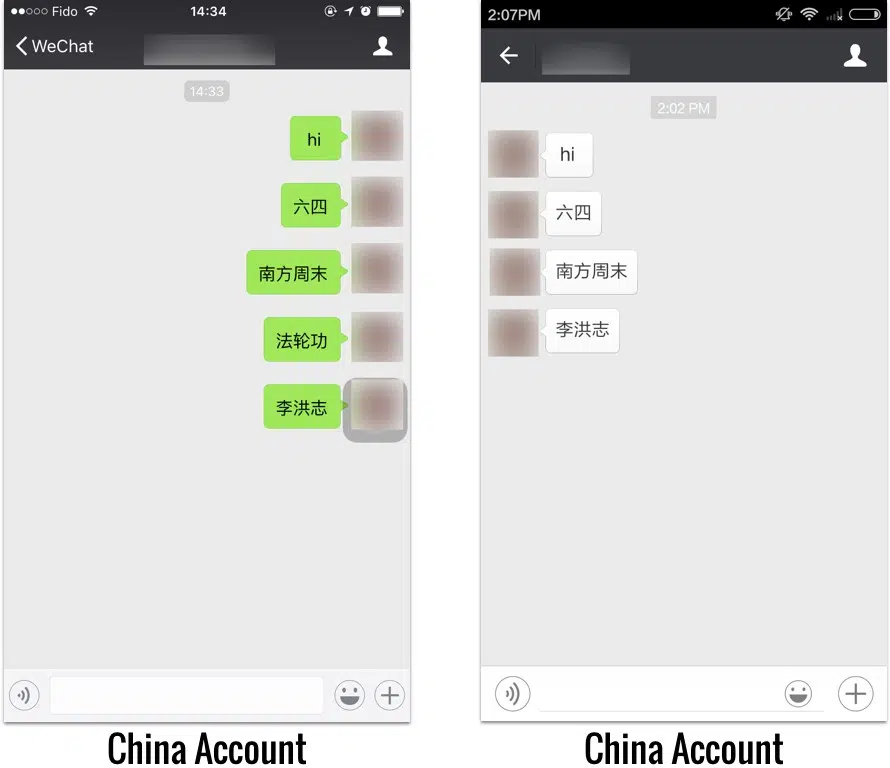 Fido 14:34
WeChat
14:33
hi
六四
南方周末
法轮功
李洪志
China Account
2:07PM
2:02 PM
hi
六四
南方周末
李洪志
China Account